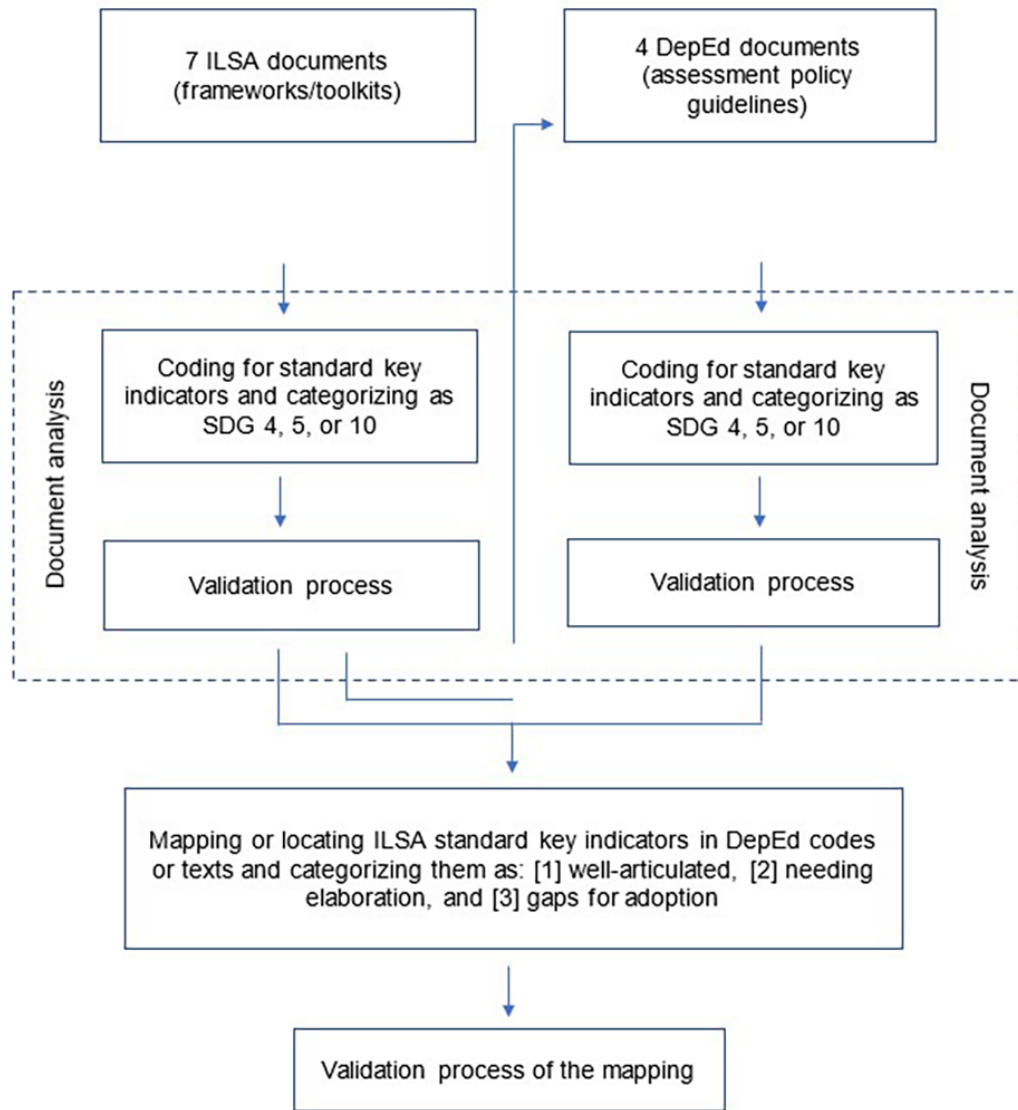 7 ILSA documents
(frameworks/toolkits)
4 DepEd documents
(assessment policy
guidelines)
Document analysis
Coding for standard key
indicators and categorizing as
SDG 4, 5, or 10
Coding for standard key
indicators and categorizing as
SDG 4, 5, or 10
Document analysis
Validation process
Validation process
Mapping or locating ILSA standard key indicators in DepEd codes
or texts and categorizing them as: [1] well-articulated, [2] needing
elaboration, and [3] gaps for adoption
Validation process of the mapping